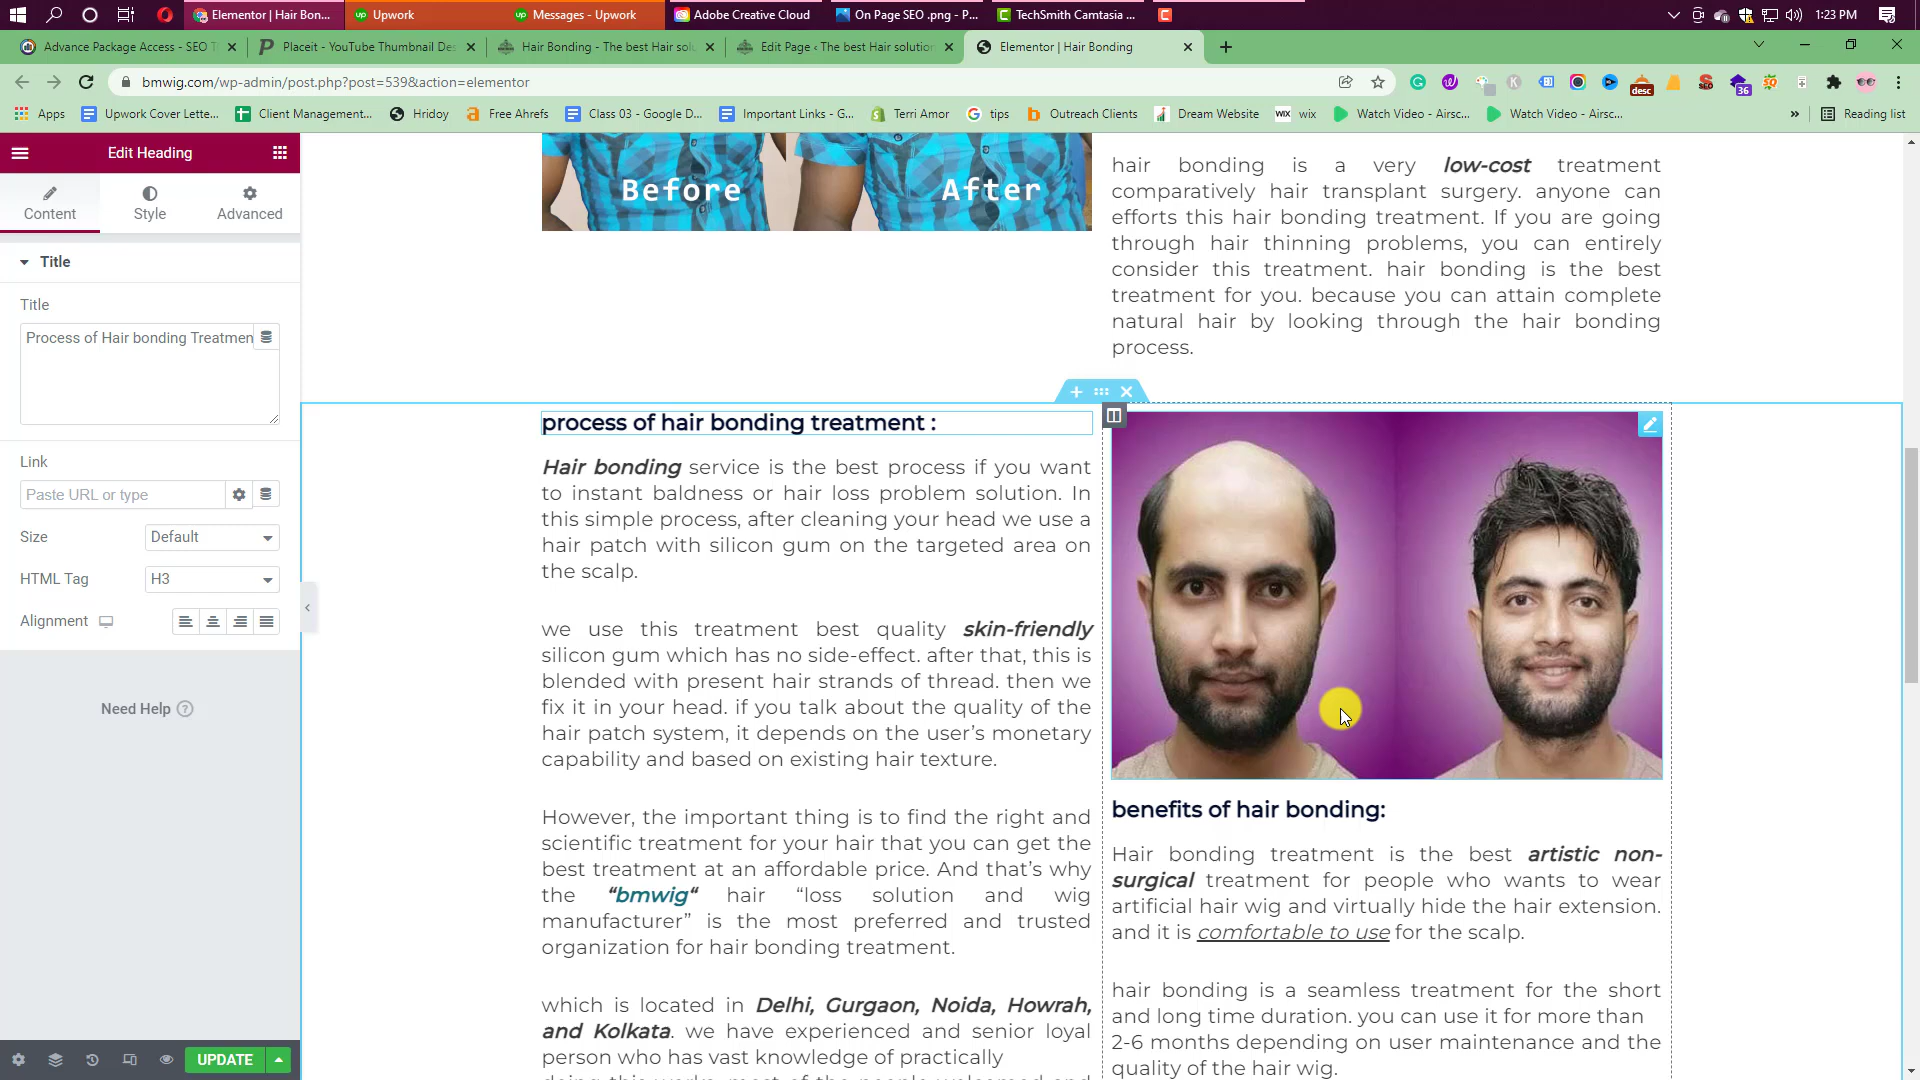 Elementor | Hair Bon...
Upwork
Messages - Upwork
Adobe Creative Cloud
On Page SEO .png - P...
TechSmith Camtasia ...
1:23 PM
Advance Package Access - SEO T
Placeit - YouTube Thumbnail Des
Hair Bonding - The best Hair solu
Edit Page ‹ The best Hair solution
Elementor | Hair Bonding
bmwig.com/wp-admin/post.php?post=539&action=elementor
desc
36
Apps
Upwork Cover Lette...
Client Management...
Hridoy
Free Ahrefs
Class 03 - Google D...
Important Links - G...
Terri Amor
tips
Outreach Clients
Dream Website
WIX wix
Watch Video - Airsc...
Watch Video - Airsc...
»
Reading list
Edit Heading
Content
Style
Advanced
Title
Title
Process of Hair bonding Treatmen
Link
Paste URL or type
Size
Default
HTML Tag
H3
Alignment
Need Help
UPDATE
Before
After
hair bonding is a very low-cost treatment
comparatively hair transplant surgery. anyone can
efforts this hair bonding treatment. If you are going
through hair thinning problems, you can entirely
consider this treatment. hair bonding is the best
treatment for you. because you can attain complete
natural hair by looking through the hair bonding
process.
process of hair bonding treatment :
Hair bonding service is the best process if you want
to instant baldness or hair loss problem solution. In
this simple process, after cleaning your head we use a
hair patch with silicon gum on the targeted area on
the scalp.
we use this treatment best quality skin-friendly
silicon gum which has no side-effect. after that, this is
blended with present hair strands of thread. then we
fix it in your head. if you talk about the quality of the
hair patch system, it depends on the user's monetary
capability and based on existing hair texture.
However, the important thing is to find the right and
scientific treatment for your hair that you can get the
best treatment at an affordable price. And that's why
the “bmwig“ hair “loss solution and wig
manufacturer” is the most preferred and trusted
organization for hair bonding treatment.
which is located in Delhi, Gurgaon, Noida, Howrah,
and Kolkata. we have experienced and senior loyal
person who has vast knowledge of practically
benefits of hair bonding:
Hair bonding treatment is the best artistic non-
surgical treatment for people who wants to wear
artificial hair wig and virtually hide the hair extension.
and it is comfortable to use for the scalp.
hair bonding is a seamless treatment for the short
and long time duration. you can use it for more than
2-6 months depending on user maintenance and the
quality of the hair wig.